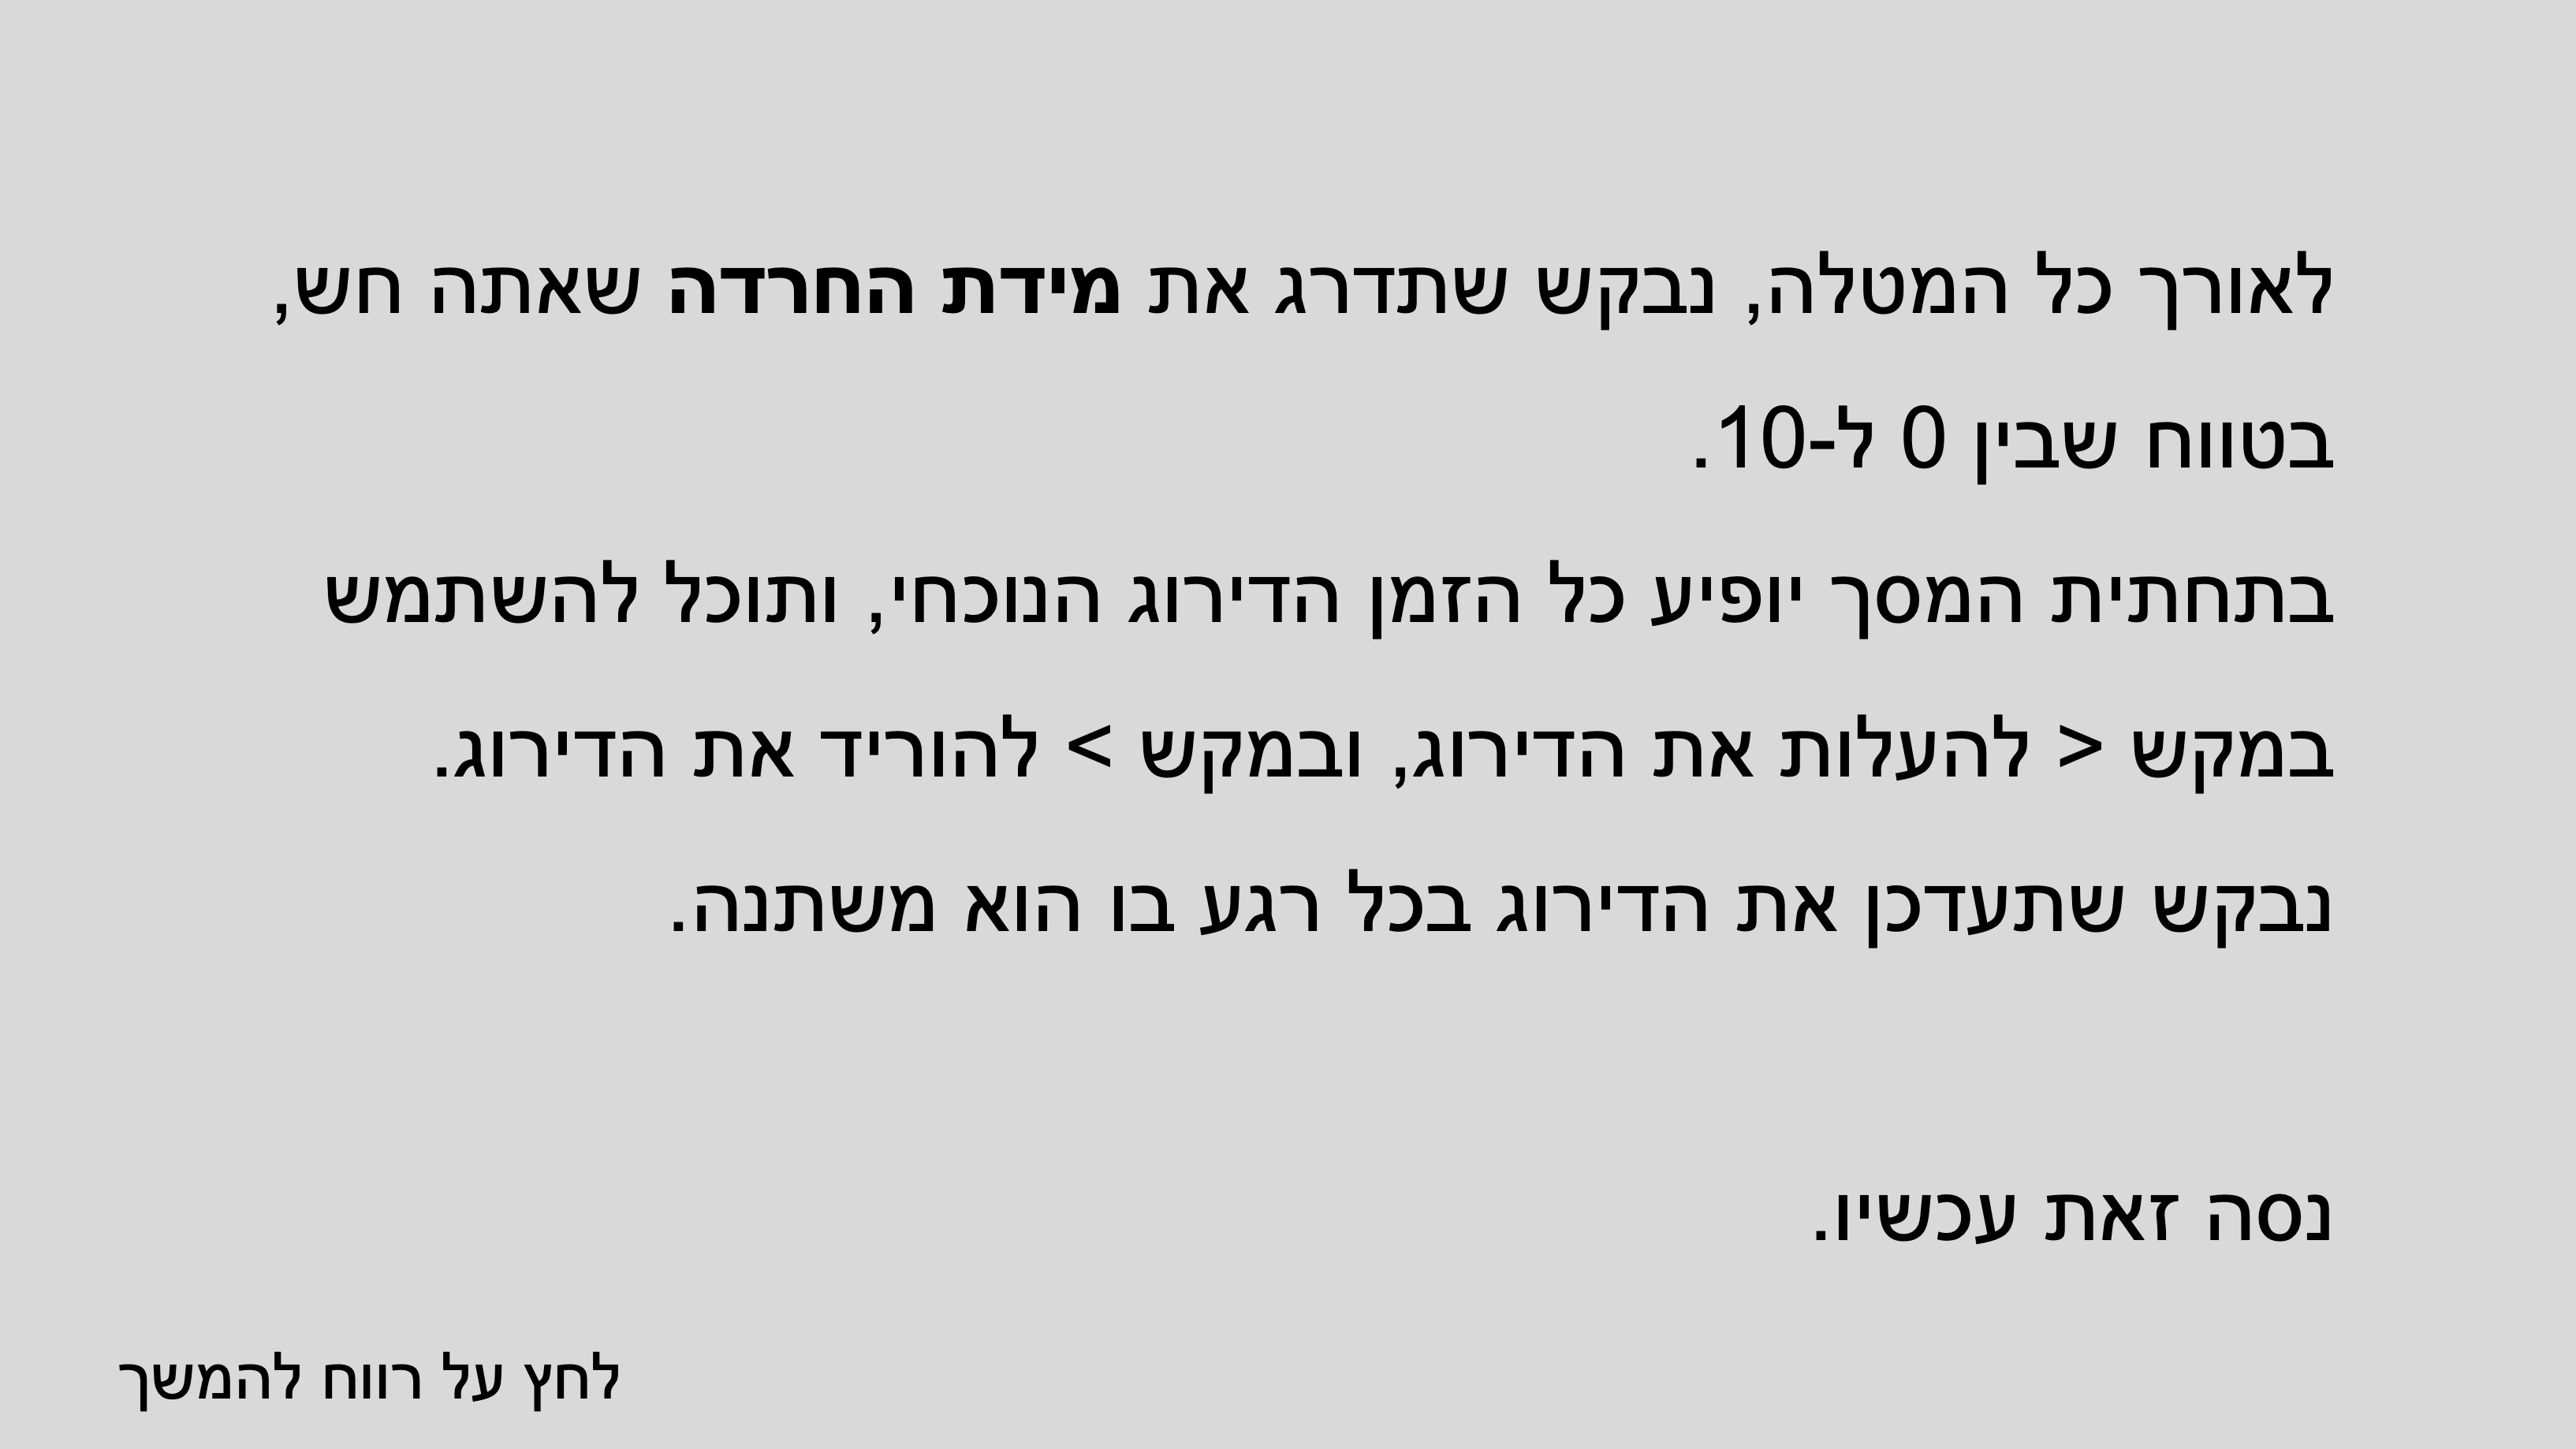 לאורך כל המטלה, נבקש שתדרג את מידת החרדה שאתה חש,
בטווח שבין 0 ל-10.
בתחתית המסך יופיע כל הזמן הדירוג הנוכחי, ותוכל להשתמש
במקש < להעלות את הדירוג, ובמקש > להוריד את הדירוג.
נבקש שתעדכן את הדירוג בכל רגע בו הוא משתנה.
נסה זאת עכשיו.
לחץ על רווח להמשך